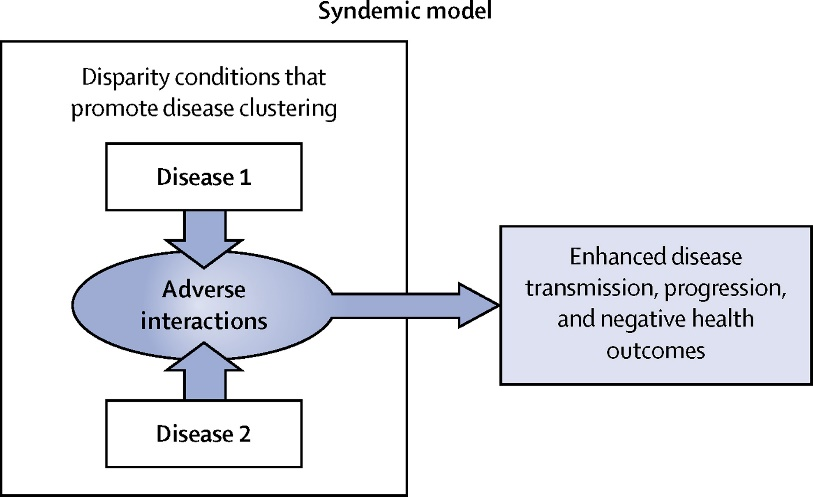 Syndemic model
Disparity conditions that
promote disease clustering
Disease 1
Adverse
interactions
Disease 2
Enhanced disease
transmission, progression,
and negative health
outcomes